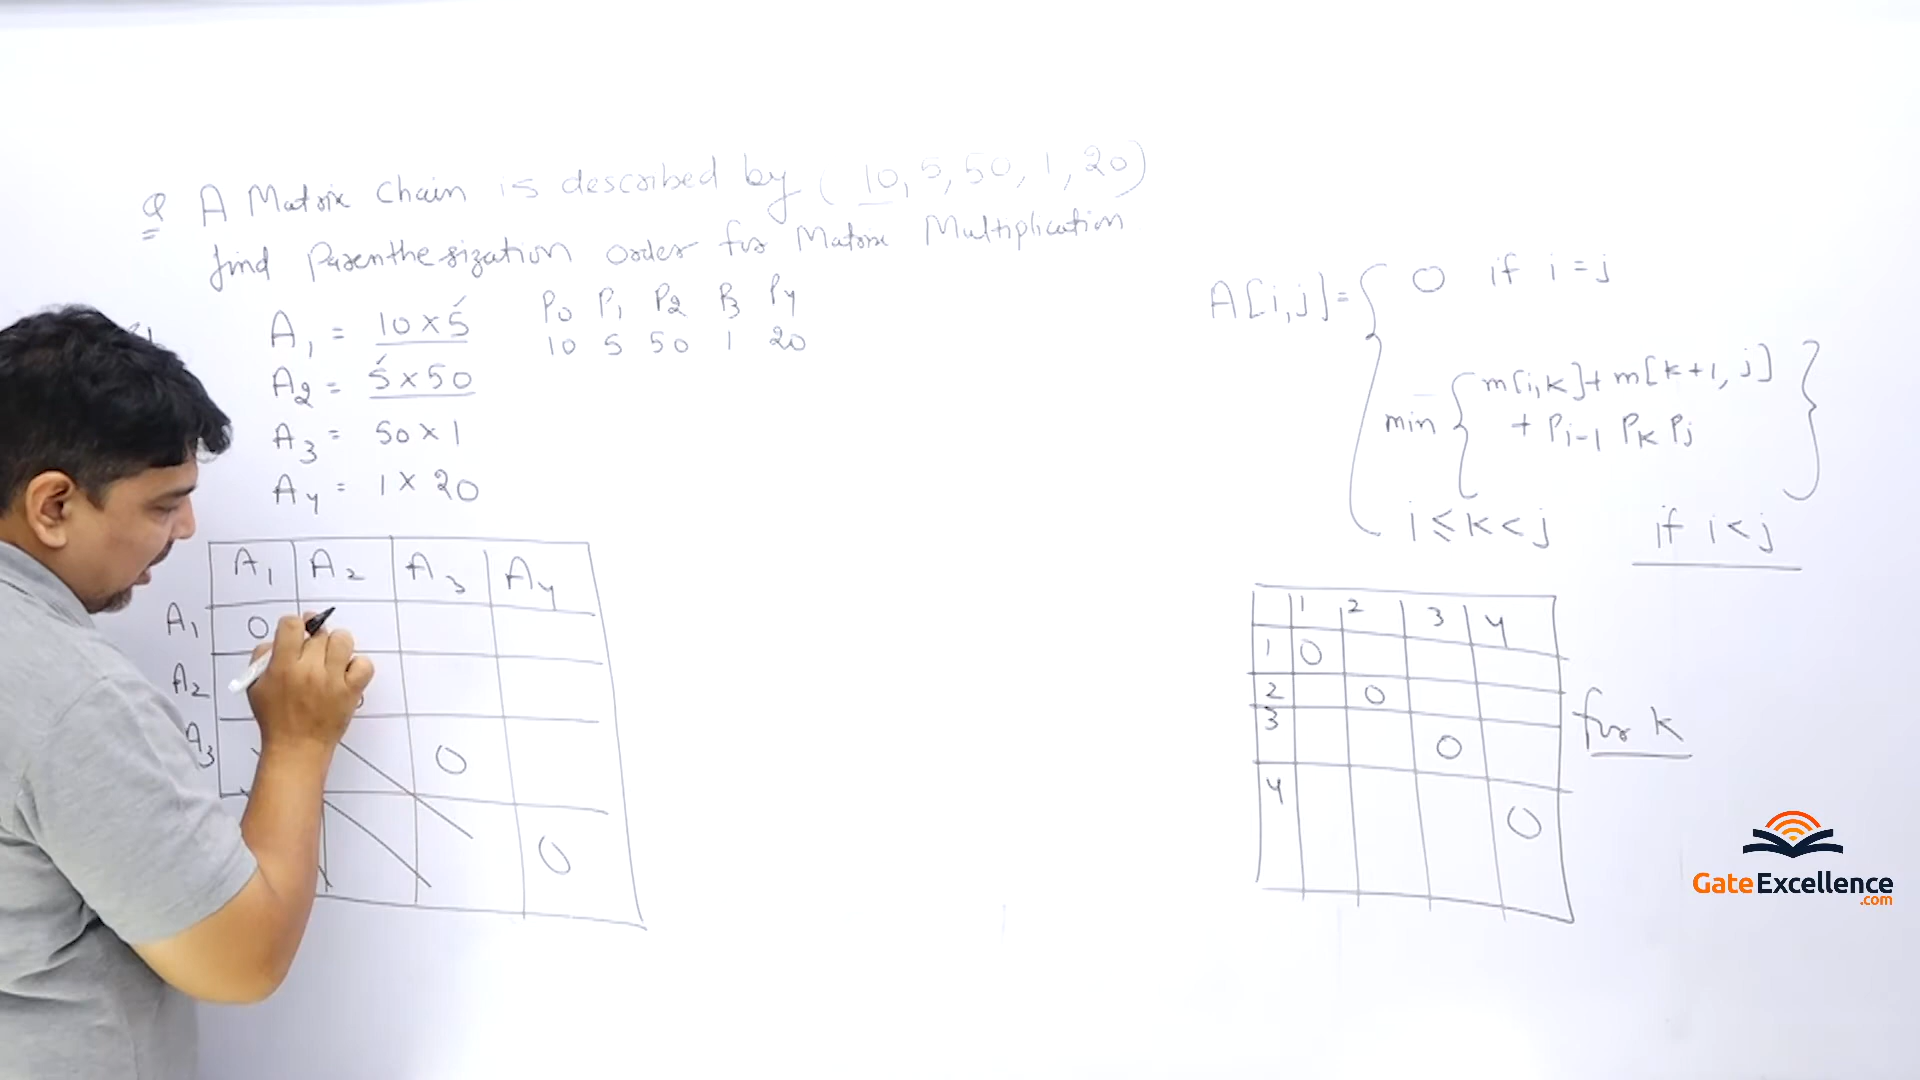 Q A Matrix Chain is described by (10, 5, 50, 1, 20)
find Parenthesization Order for Matrix Multiplication
A1 = 10 x 5
P0 P1 P2 P3 P4
10 5 50 1 20
A2 = 5 x 50
A3 = 50 x 1
A4 = 1 x 20
A1 A2 A3 A4
A1 0
A2
A3 0
0
A[i,j] = 0 if i = j
min { m[i,k] + m[k+1, j]
+ Pi-1 Pk Pj }
i ≤ k < j if i < j
1 2 3 4
1 0
2 0
3 0
4 0
for k
GateExcellence
.com